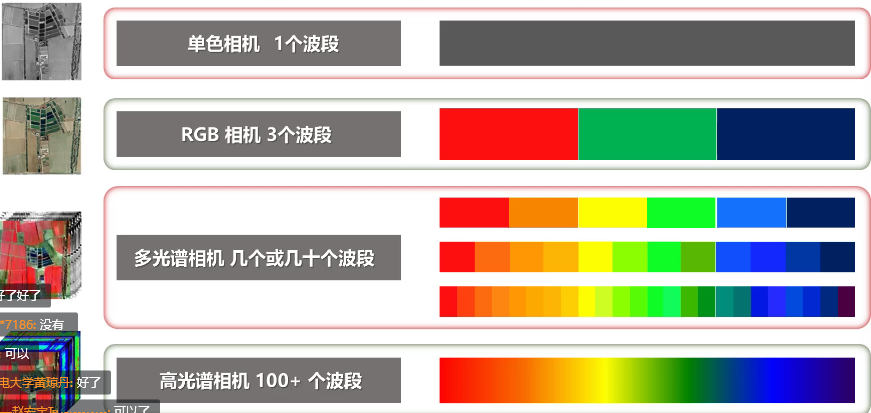 单色相机 1个波段
RGB 相机 3个波段
多光谱相机 几个或几十个波段
好了好了
*7186: 没有
可以
高光谱相机 100+ 个波段
电大学黄琼丹: 好了
可以了